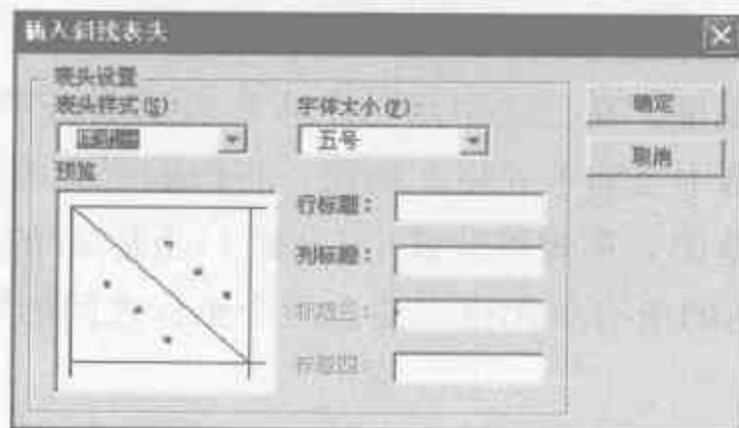 插入斜线表头
表头设置
表头样式(S): 字体大小(Z):
五号
预览
确定
取消
行标题:
列标题:
标题三:
标题四: